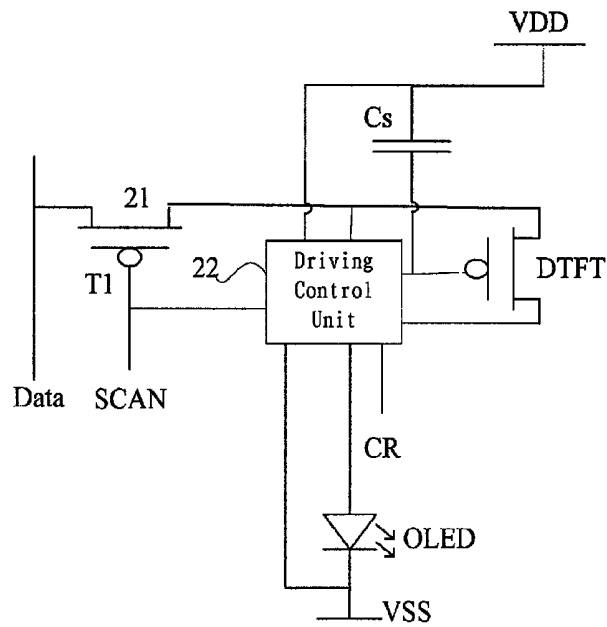 VDD
Cs
21
T1
22
Driving
Control
Unit
DTFT
Data
SCAN
CR
OLED
VSS